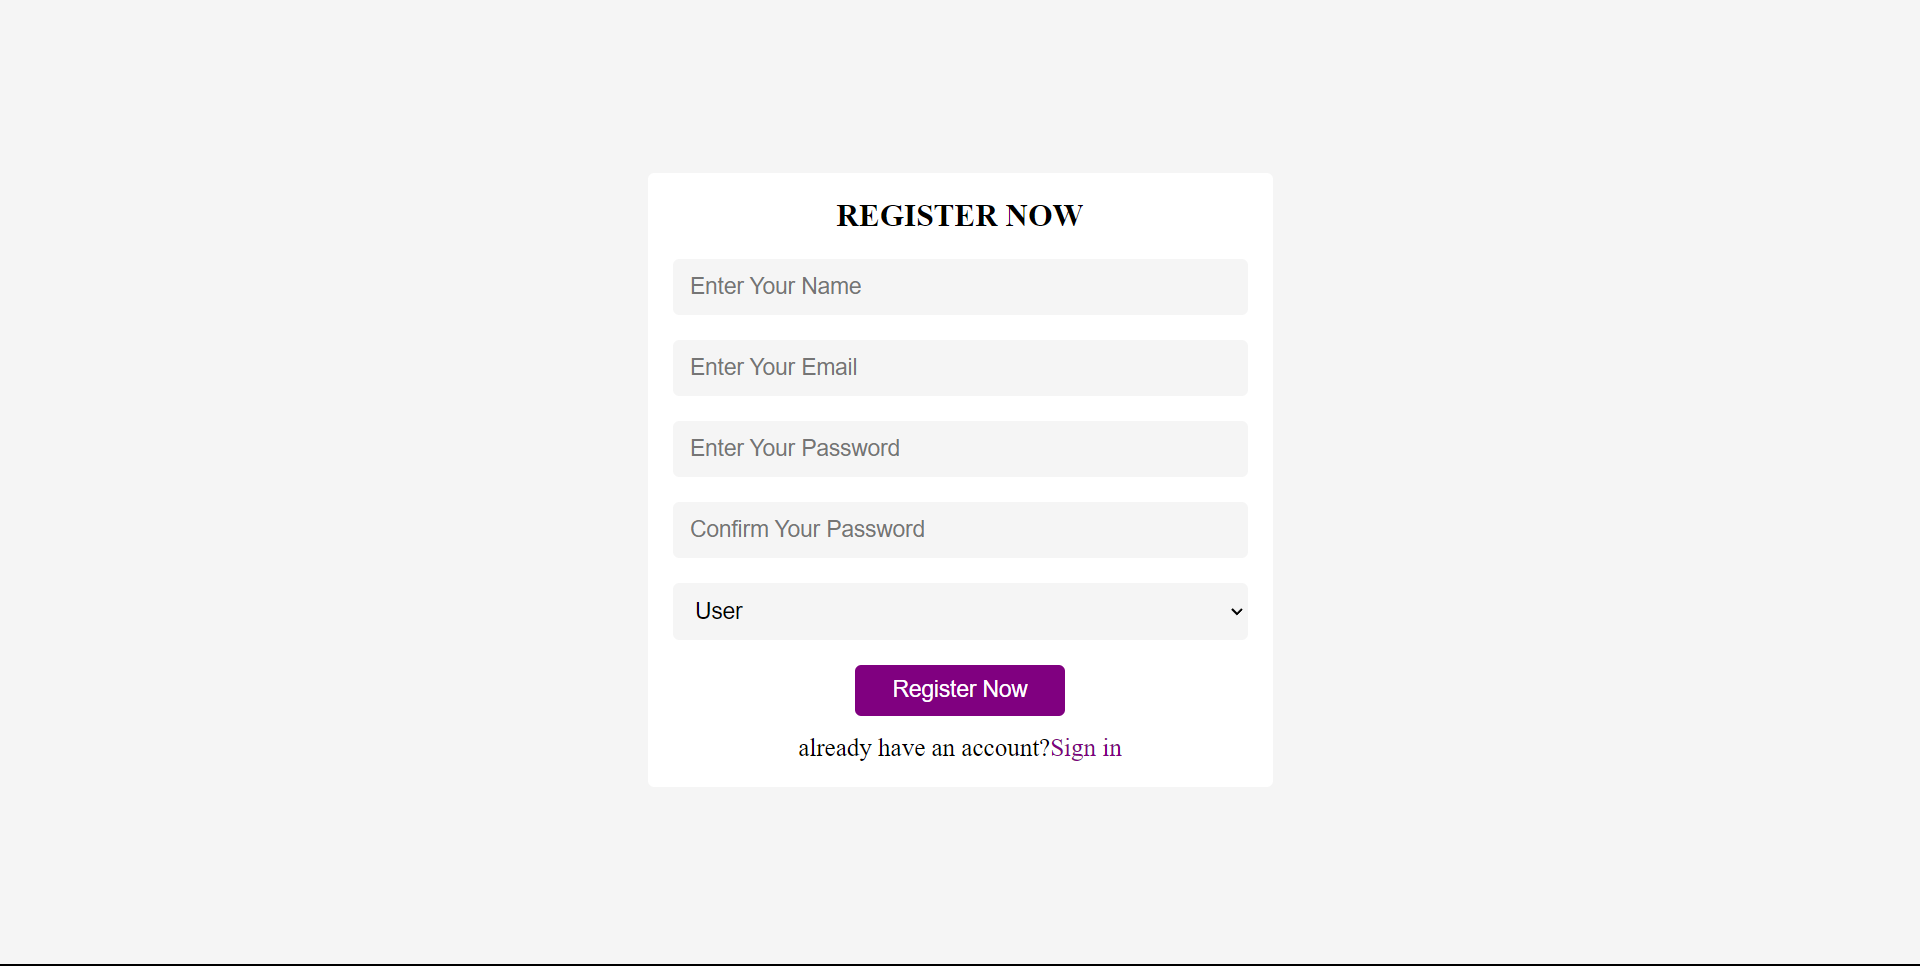 REGISTER NOW
Enter Your Name
Enter Your Email
Enter Your Password
Confirm Your Password
User
Register Now
already have an account?Sign in